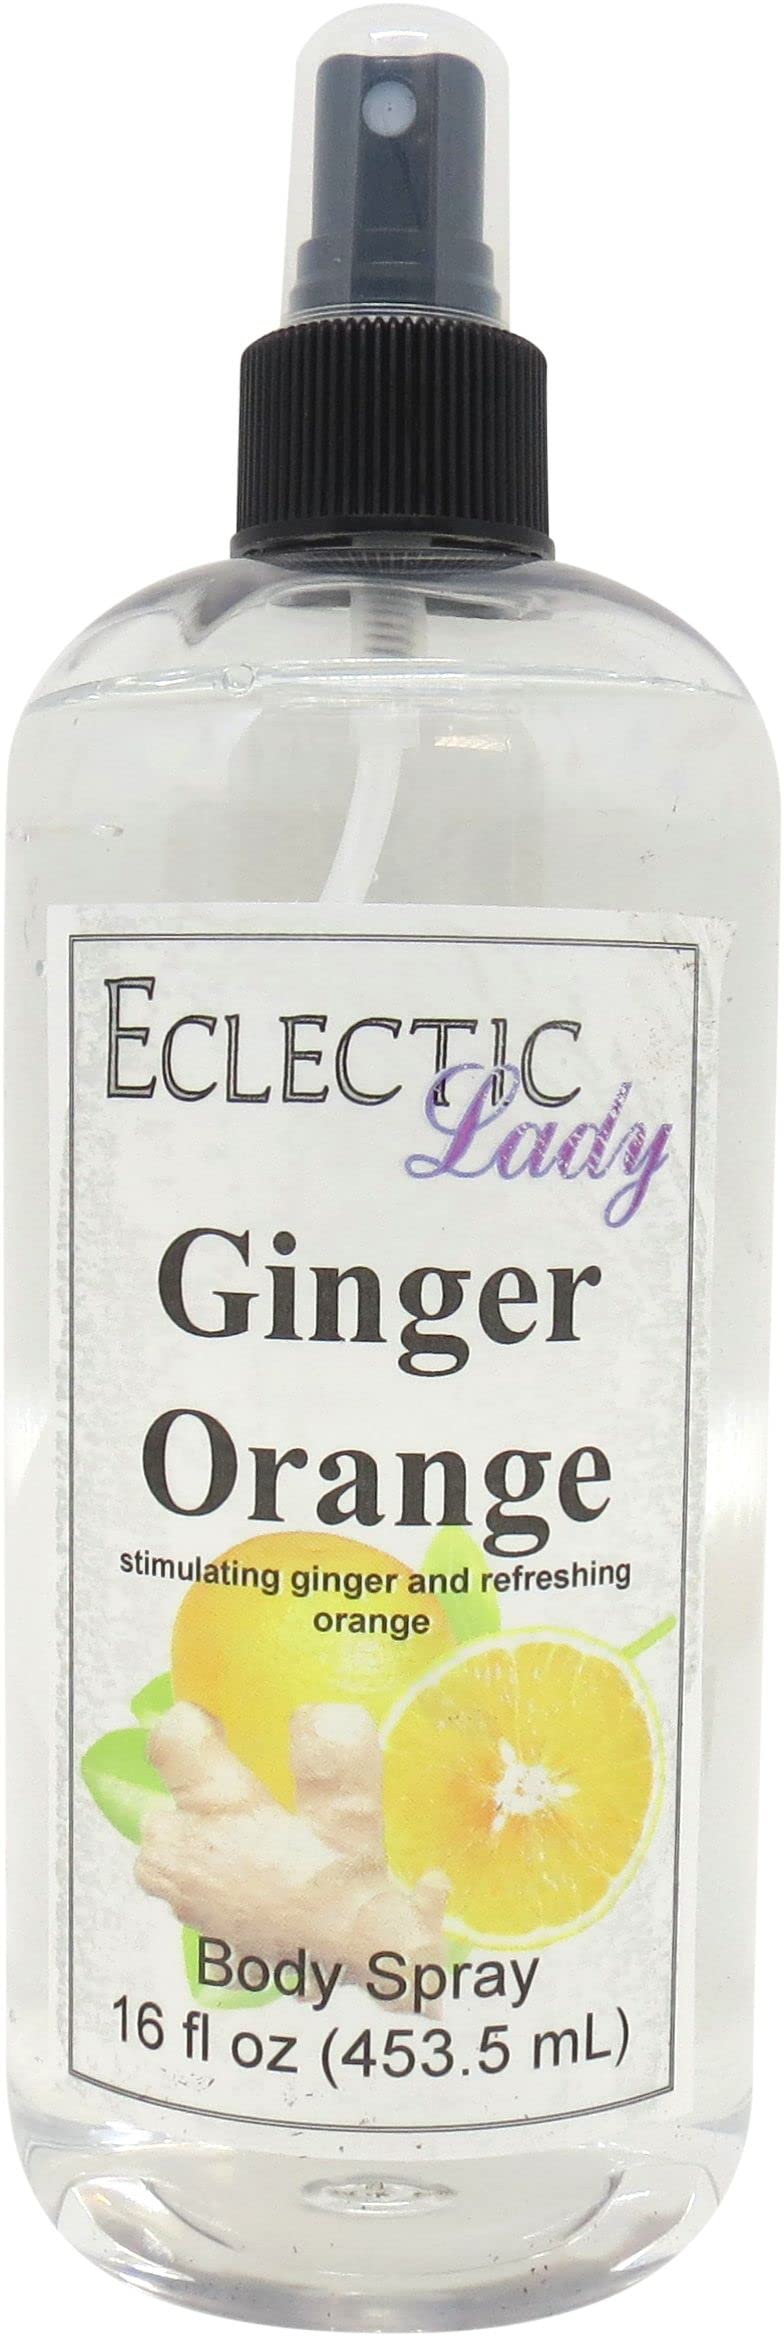 ECLECTIC
Lady
Ginger
Orange
stimulating ginger and refreshing
orange
Body Spray
16 fl oz (453.5 mL)